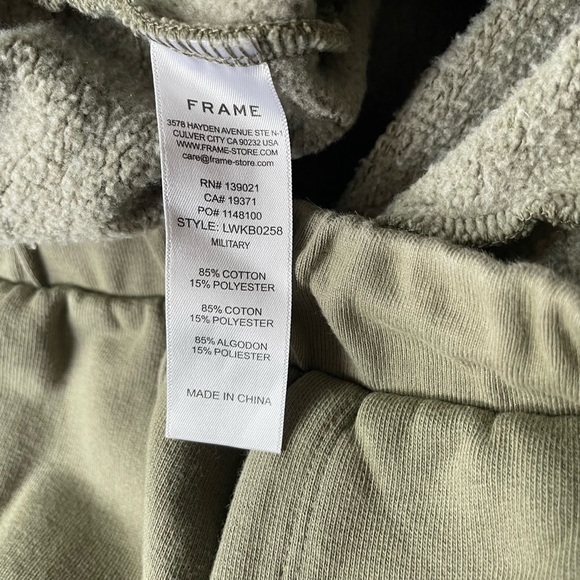 FRAME
3578 HAYDEN AVENUE STE N-1
CULVER CITY CA 90232 USA
WWW.FRAME-STORE.COM
care@frame-store.com
RN# 139021
CA# 19371
PO# 1148100
STYLE: LWKB0258
MILITARY
85% COTTON
15% POLYESTER
85% COTON
15% POLYESTER
85% ALGODON
15% POLIESTER
MADE IN CHINA